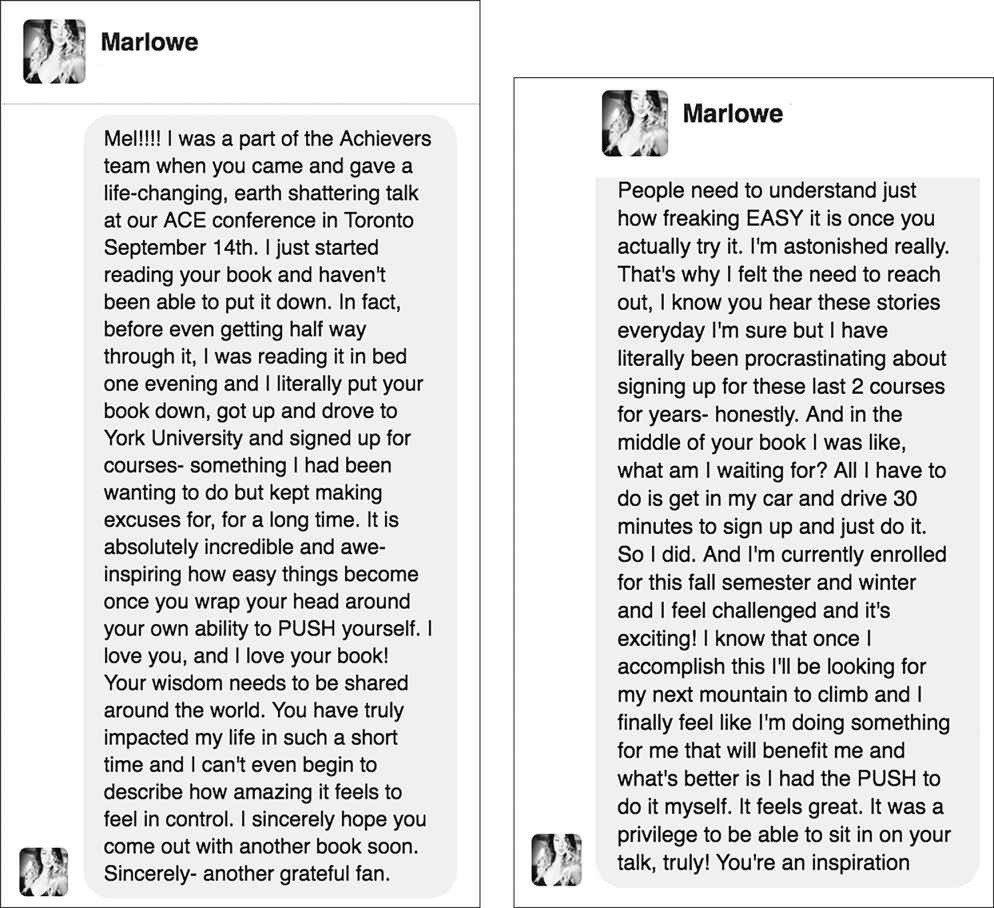 Marlowe
Mel!!!! I was a part of the Achievers
team when you came and gave a
life-changing, earth shattering talk
at our ACE conference in Toronto
September 14th. I just started
reading your book and haven't
been able to put it down. In fact,
before even getting half way
through it, I was reading it in bed
one evening and I literally put your
book down, got up and drove to
York University and signed up for
courses- something I had been
wanting to do but kept making
excuses for, for a long time. It is
absolutely incredible and awe-
inspiring how easy things become
once you wrap your head around
your own ability to PUSH yourself. I
love you, and I love your book!
Your wisdom needs to be shared
around the world. You have truly
impacted my life in such a short
time and I can't even begin to
describe how amazing it feels to
feel in control. I sincerely hope you
come out with another book soon.
Sincerely- another grateful fan.
Marlowe
People need to understand just
how freaking EASY it is once you
actually try it. I'm astonished really.
That's why I felt the need to reach
out, I know you hear these stories
everyday I'm sure but I have
literally been procrastinating about
signing up for these last 2 courses
for years- honestly. And in the
middle of your book I was like,
what am I waiting for? All I have to
do is get in my car and drive 30
minutes to sign up and just do it.
So I did. And I'm currently enrolled
for this fall semester and winter
and I feel challenged and it's
exciting! I know that once I
accomplish this I'll be looking for
my next mountain to climb and I
finally feel like I'm doing something
for me that will benefit me and
what's better is I had the PUSH to
do it myself. It feels great. It was a
privilege to be able to sit in on your
talk, truly! You're an inspiration